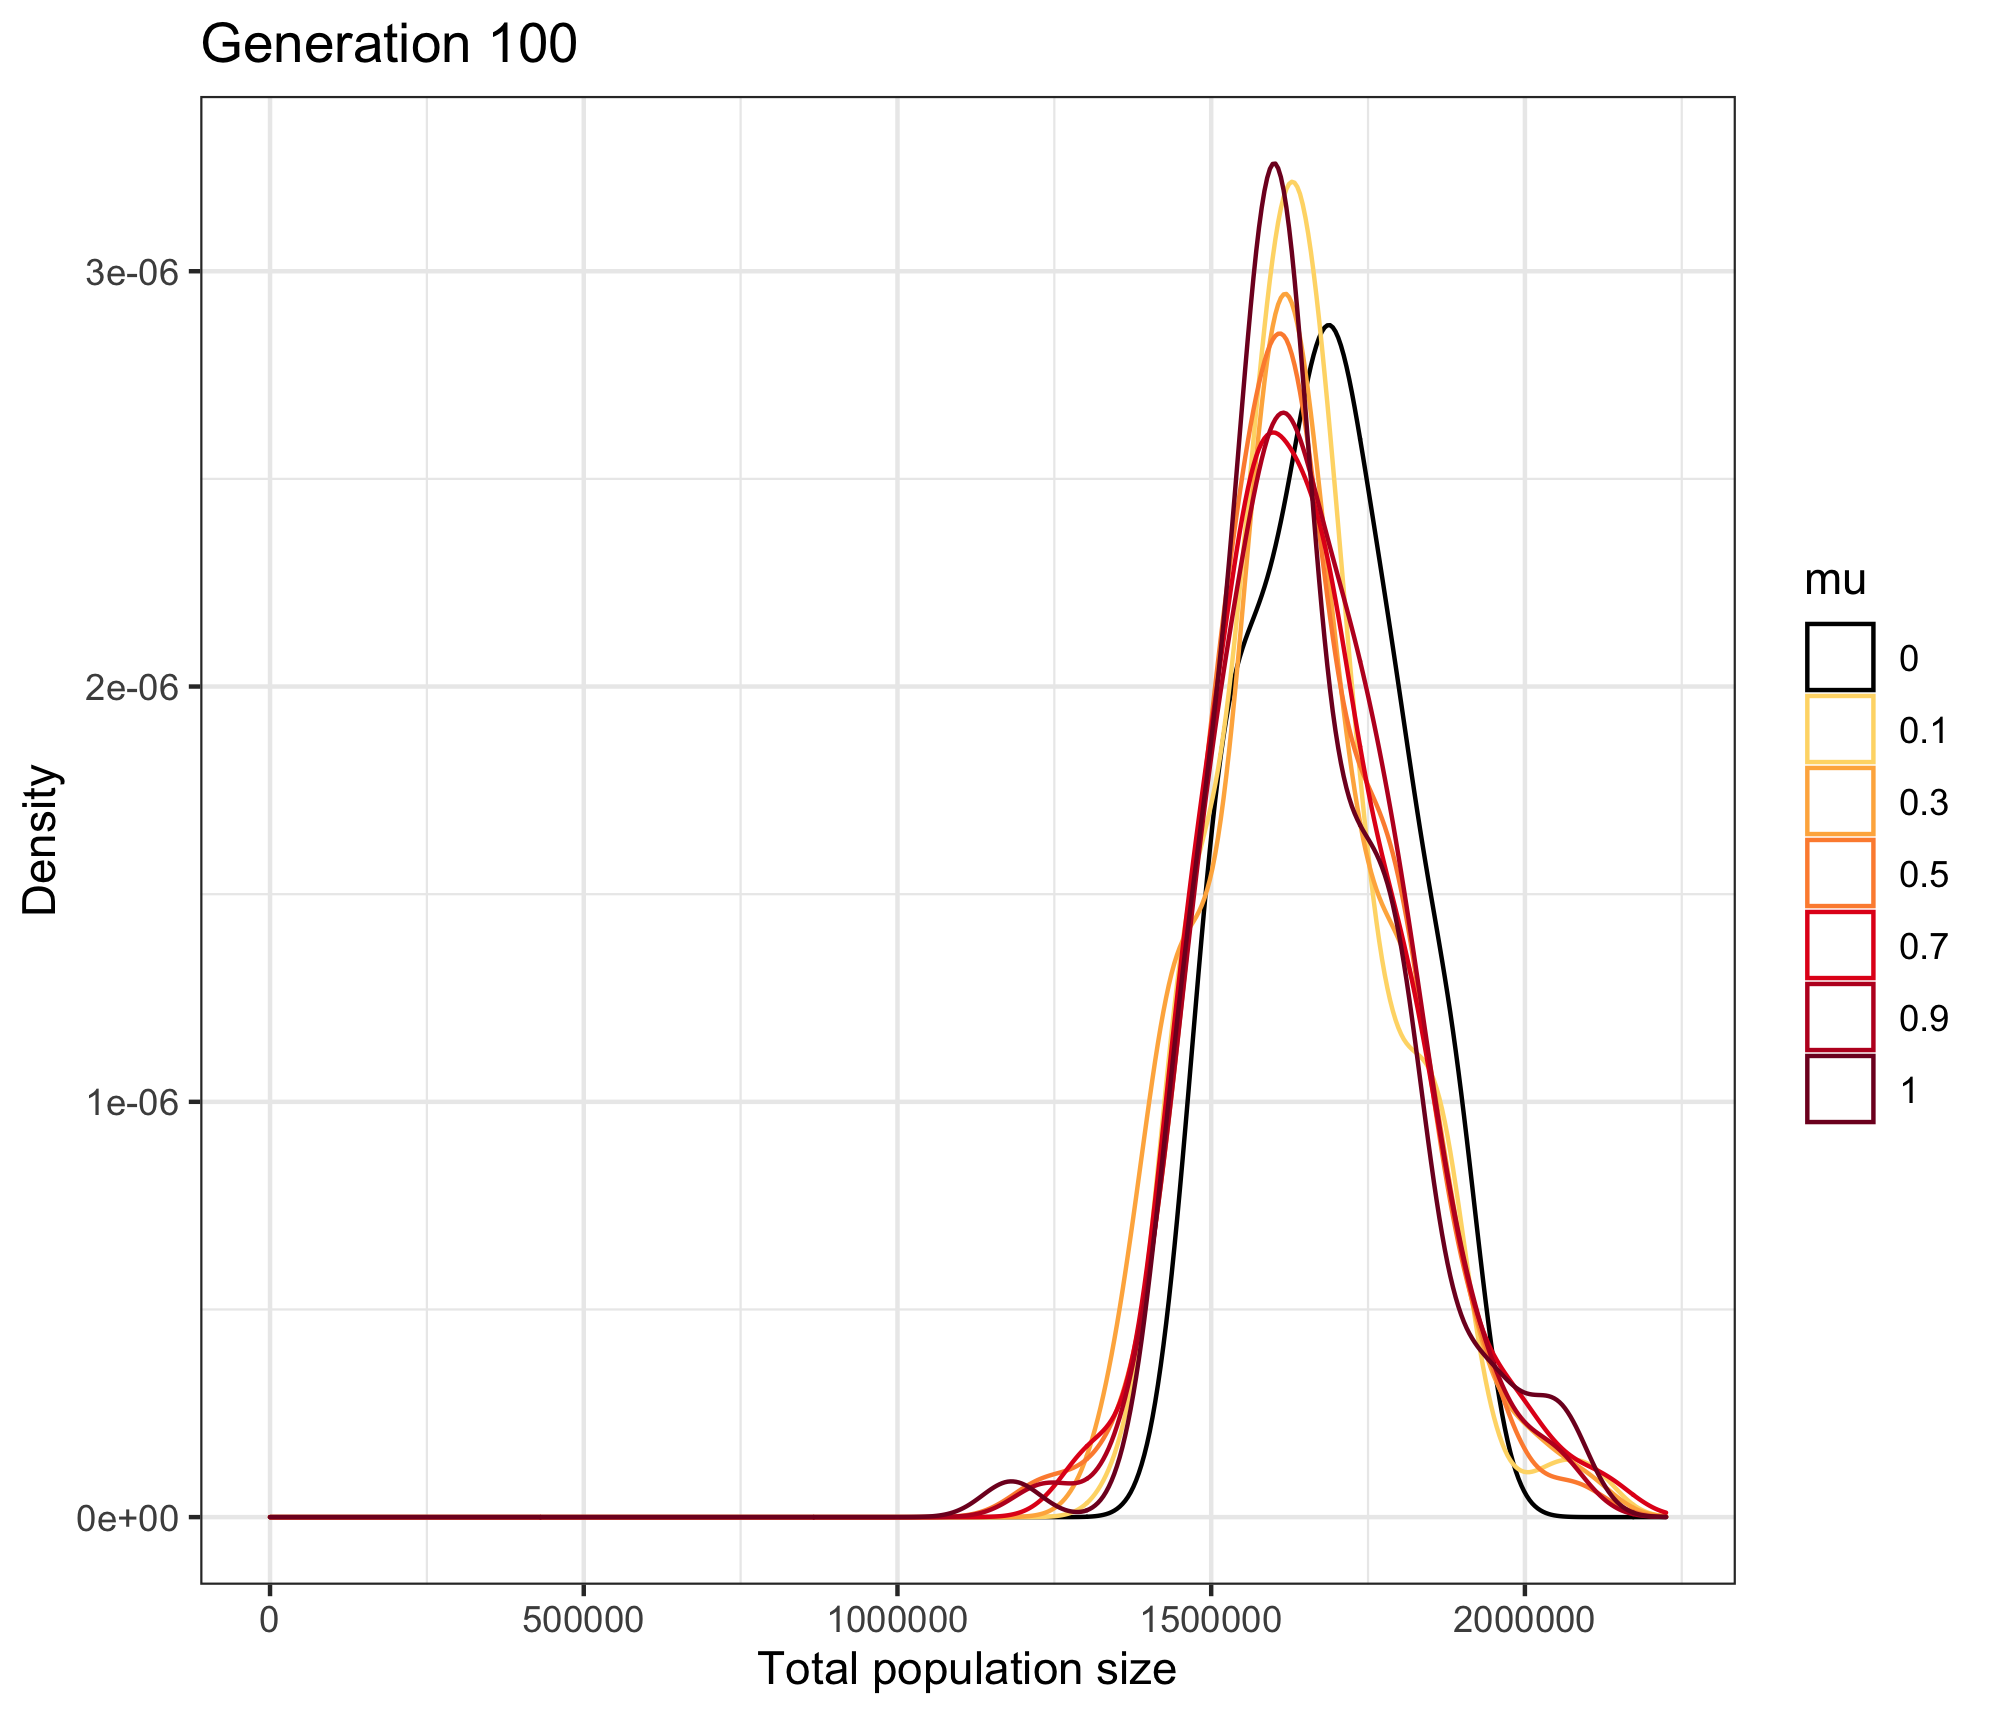 Generation 100
3e-06
2e-06
1e-06
0e+00
Density
0
500000
1000000
1500000
2000000
Total population size
mu
0
0.1
0.3
0.5
0.7
0.9
1